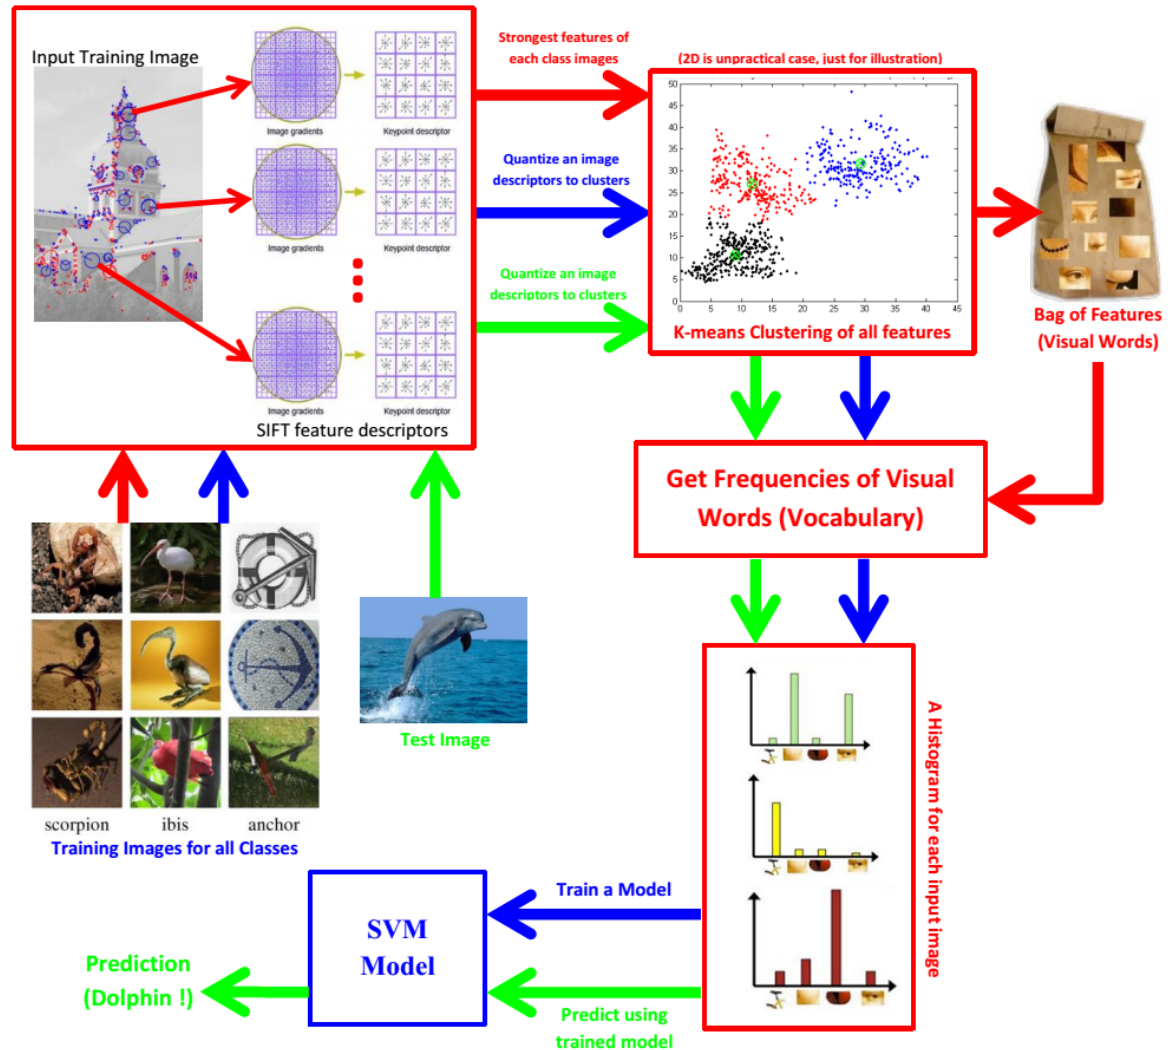 Input Training Image
Image gradients
Keypoint descriptor
Image gradients
Keypoint descriptor
Image gradients
Keypoint descriptor
SIFT feature descriptors
Strongest features of
each class images
Quantize an image
descriptors to clusters
Quantize an image
descriptors to clusters
(2D is unpractical case, just for illustration)
50
45
40
35
30
25
20
15
10
5
0
0 5 10 15 20 25 30 35 40 45
K-means Clustering of all features
Bag of Features
(Visual Words)
Get Frequencies of Visual
Words (Vocabulary)
scorpion ibis anchor
Training Images for all Classes
Test Image
A Histogram for each input image
Train a Model
SVM
Model
Predict using
trained model
Prediction
(Dolphin !)